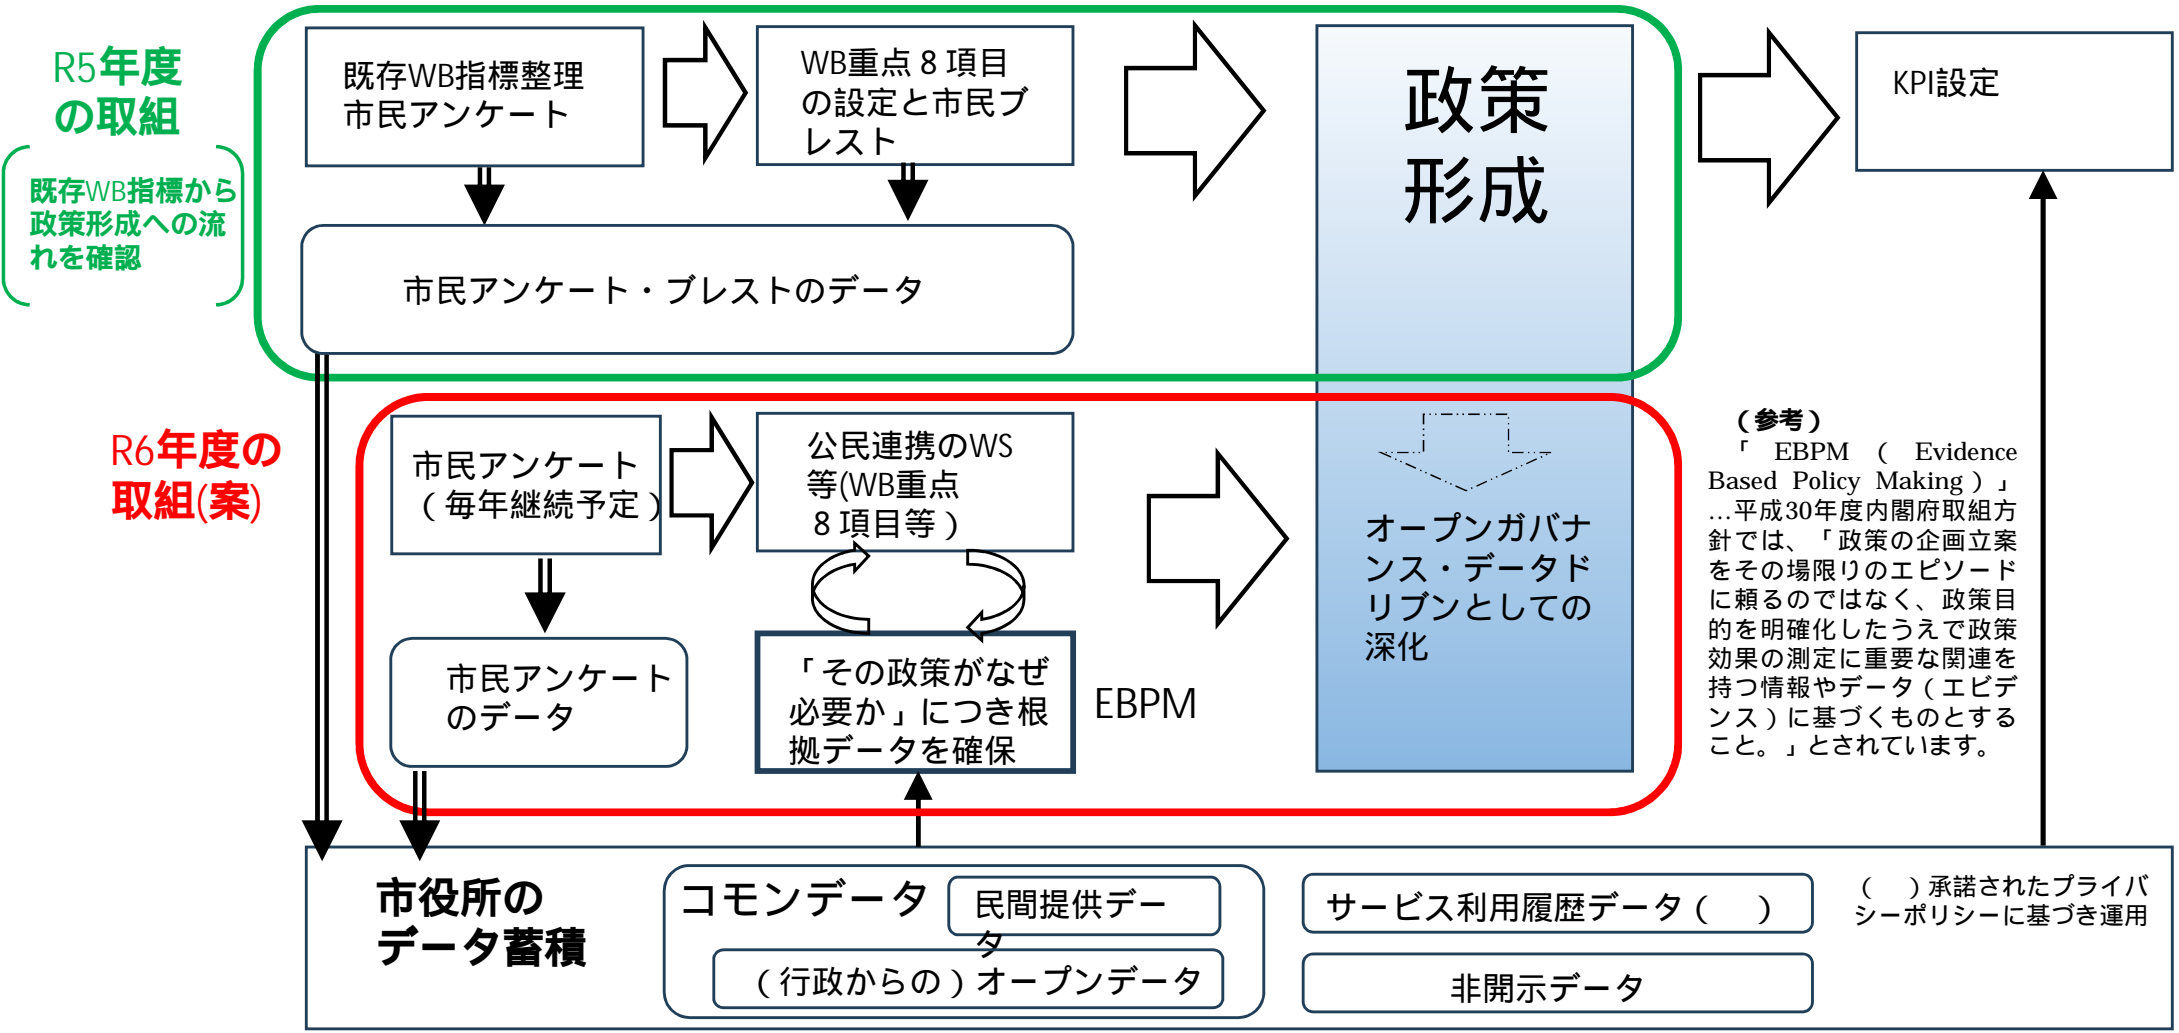 R5年度
の取組
既存WB指標から
政策形成への流
れを確認
既存WB指標整理
市民アンケート
WB重点８項目
の設定と市民ブ
レスト
政策
形成
KPI設定
市民アンケート・ブレストのデータ
R6年度の
取組(案)
市民アンケート
（毎年継続予定）
公民連携のWS
等(WB重点
８項目等）
オープンガバナ
ンス・データド
リブンとしての
深化
市民アンケート
のデータ
「その政策がなぜ
必要か」につき根
拠データを確保
EBPM
（参考）
「EBPM（Evidence
Based Policy Making）」
…平成30年度内閣府取組方
針では、「政策の企画立案
をその場限りのエピソード
に頼るのではなく、政策目
的を明確化したうえで政策
効果の測定に重要な関連を
持つ情報やデータ（エビデ
ンス）に基づくものとする
こと。」とされています。
市役所の
データ蓄積
コモンデータ
民間提供デー
タ
（行政からの）オープンデータ
サービス利用履歴データ（　）
非開示データ
（　）承諾されたプライバ
シーポリシーに基づき運用